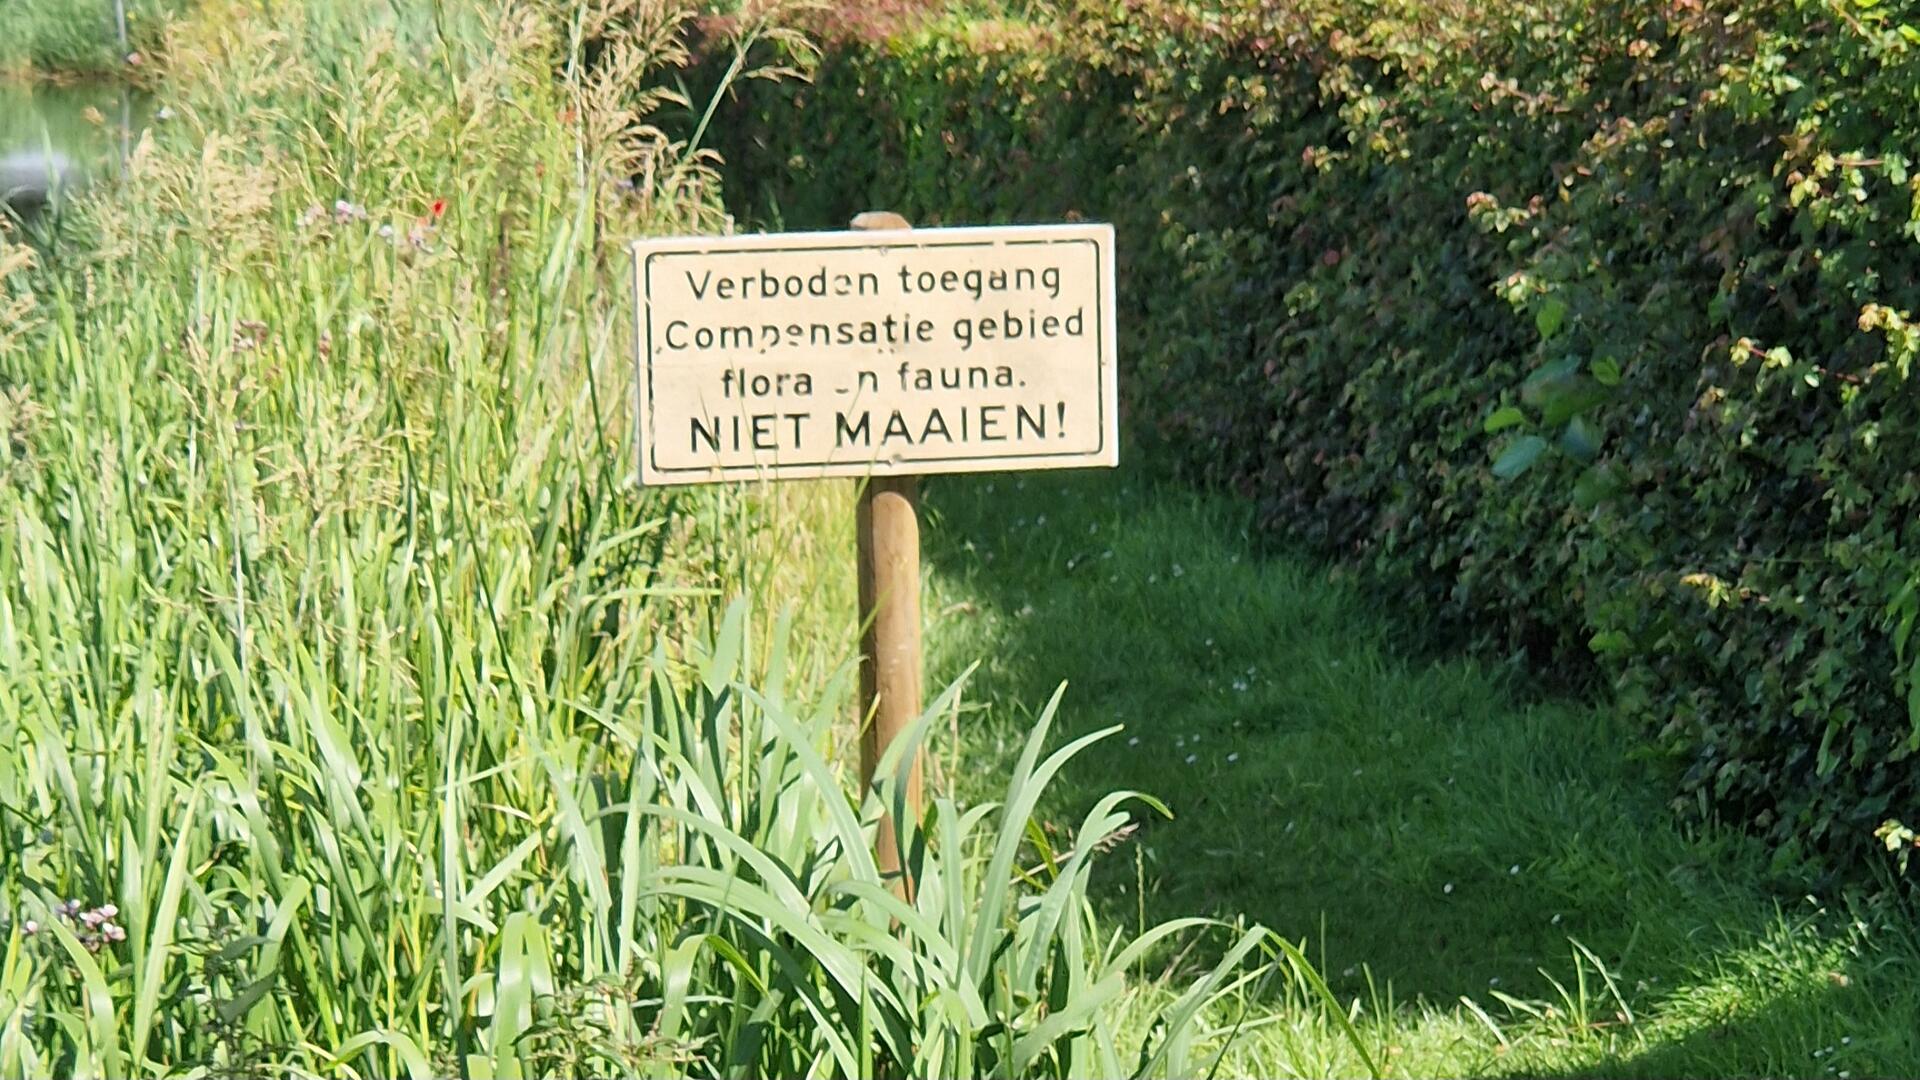 Verboden toegang
Compensatie gebied
flora en fauna.
NIET MAAIEN!